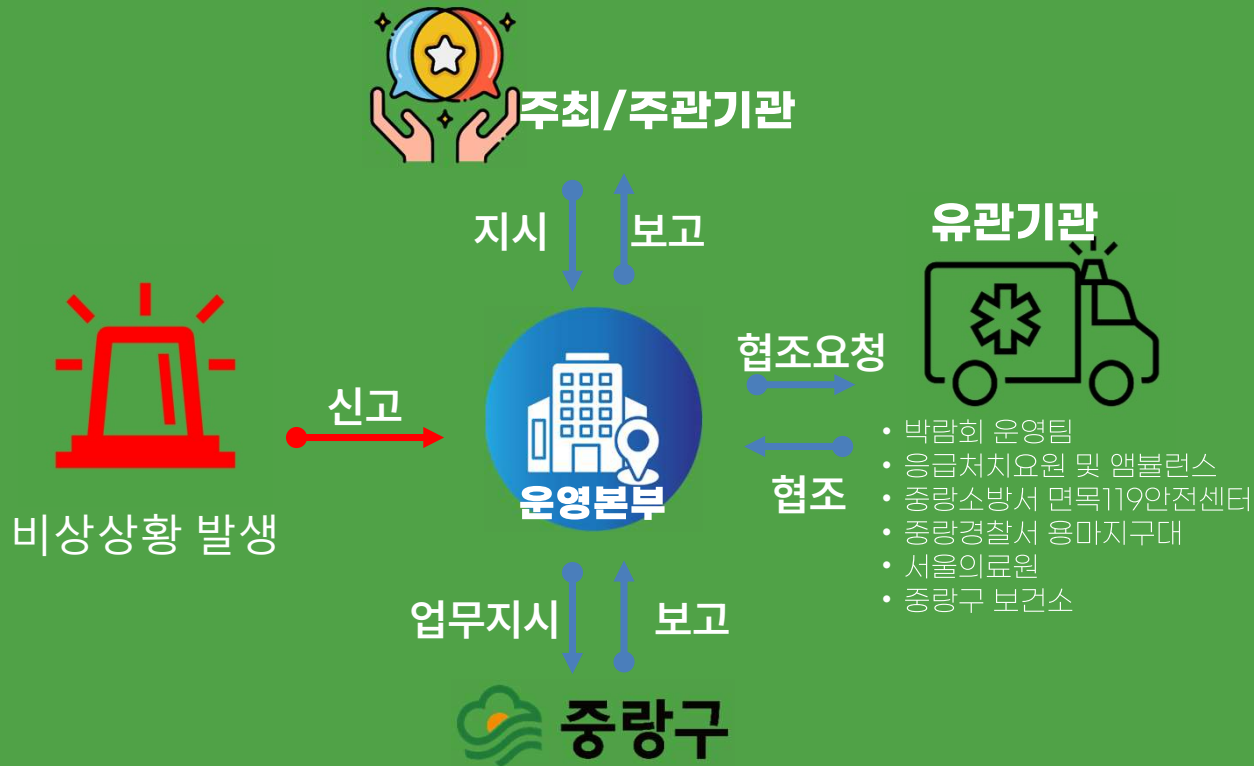 주최/주관기관
지시
보고
유관기관
협조요청
신고
운영본부
협조
비상상황 발생
• 박람회 운영팀
• 응급처치요원 및 앰뷸런스
• 중랑소방서 면목119안전센터
• 중랑경찰서 용마지구대
• 서울의료원
• 중랑구 보건소
업무지시
보고
중랑구